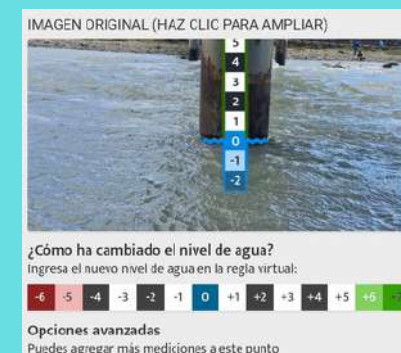 IMAGEN ORIGINAL (HAZ CLIC PARA AMPLIAR)
5
4
3
2
1
0
-1
-2
¿Cómo ha cambiado el nivel de agua?
Ingresa el nuevo nivel de agua en la regla virtual:
-6 -5 -4 -3 -2 -1 0 +1 +2 +3 +4 +5 +6
Opciones avanzadas
Puedes agregar más mediciones a este punto